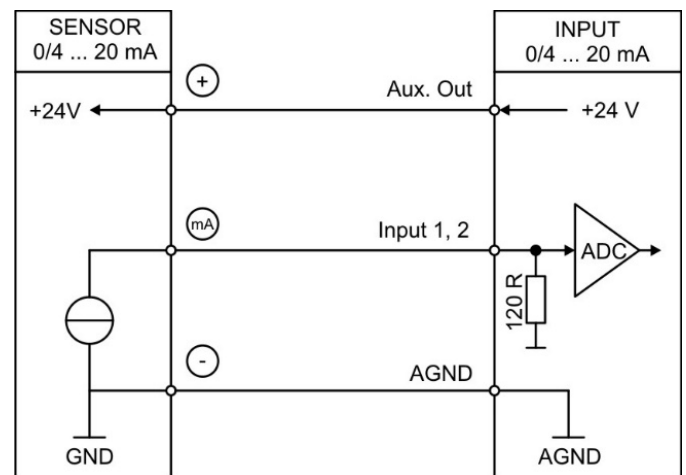 SENSOR
0/4 ... 20 mA
INPUT
0/4 ... 20 mA
+
Aux. Out
+24V
+24 V
mA
Input 1, 2
ADC
120 R
-
AGND
GND
AGND